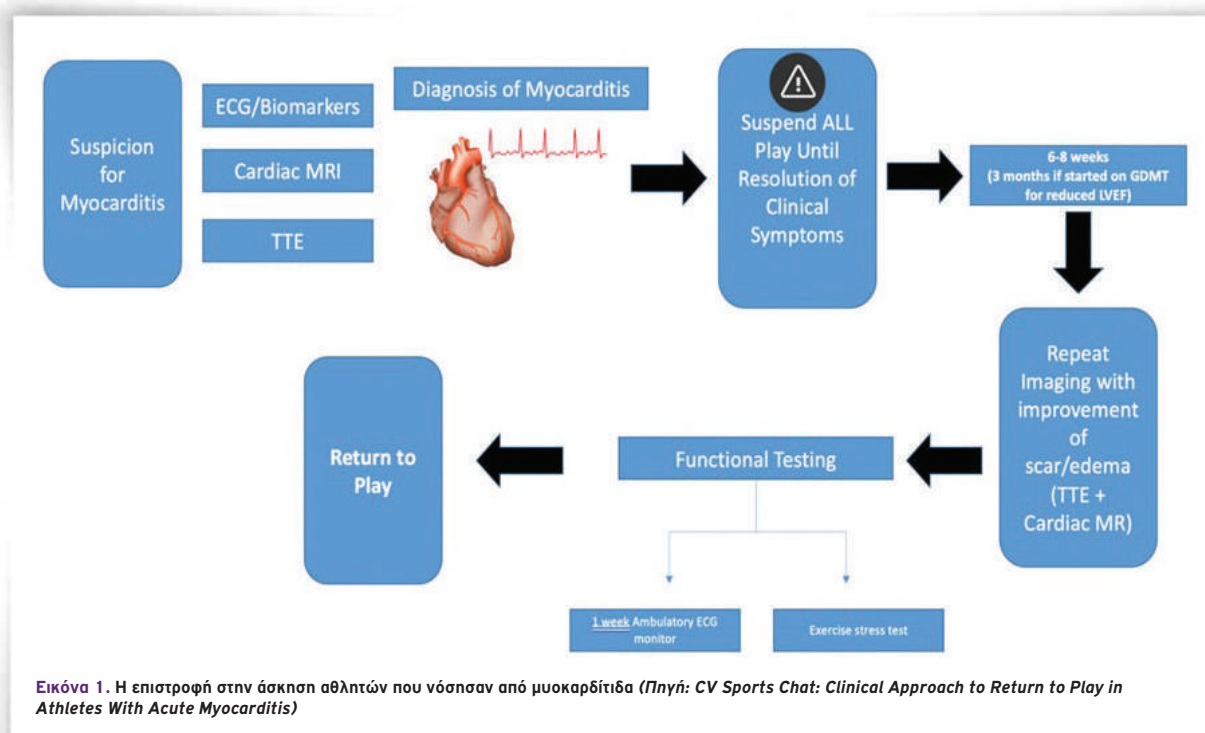 Suspicion
for
Myocarditis
ECG/Biomarkers
Cardiac MRI
TTE
Diagnosis of Myocarditis
Suspend ALL
Play Until
Resolution of
Clinical
Symptoms
6-8 weeks
(3 months if started on GDMT
for reduced LVEF)
Repeat
Imaging with
improvement
of
scar/edema
(TTE +
Cardiac MR)
Functional Testing
1 week Ambulatory ECG
monitor
Exercise stress test
Return to
Play
Εικόνα 1. Η επιστροφή στην άσκηση αθλητών που νόσησαν από μυοκαρδίτιδα (Πηγή: CV Sports Chat: Clinical Approach to Return to Play in
Athletes With Acute Myocarditis)